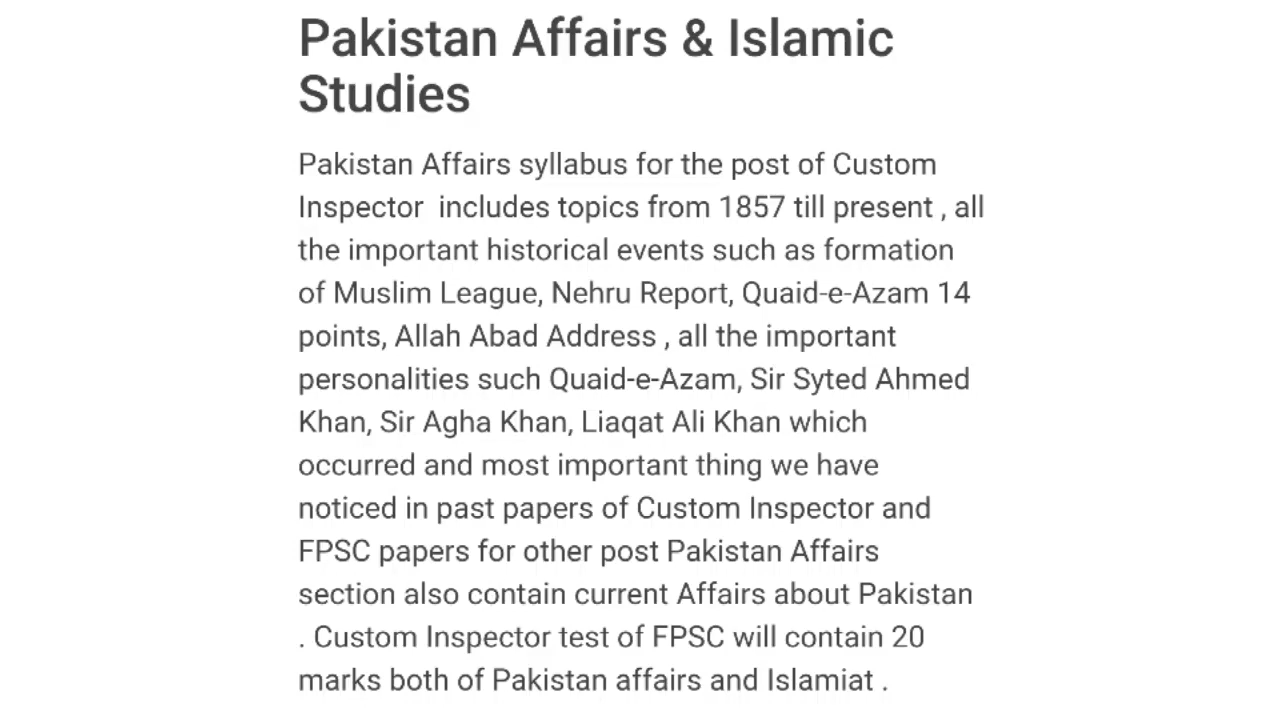 Pakistan Affairs & Islamic
Studies
Pakistan Affairs syllabus for the post of Custom
Inspector  includes topics from 1857 till present , all
the important historical events such as formation
of Muslim League, Nehru Report, Quaid-e-Azam 14
points, Allah Abad Address , all the important
personalities such Quaid-e-Azam, Sir Syted Ahmed
Khan, Sir Agha Khan, Liaqat Ali Khan which
occurred and most important thing we have
noticed in past papers of Custom Inspector and
FPSC papers for other post Pakistan Affairs
section also contain current Affairs about Pakistan
. Custom Inspector test of FPSC will contain 20
marks both of Pakistan affairs and Islamiat .